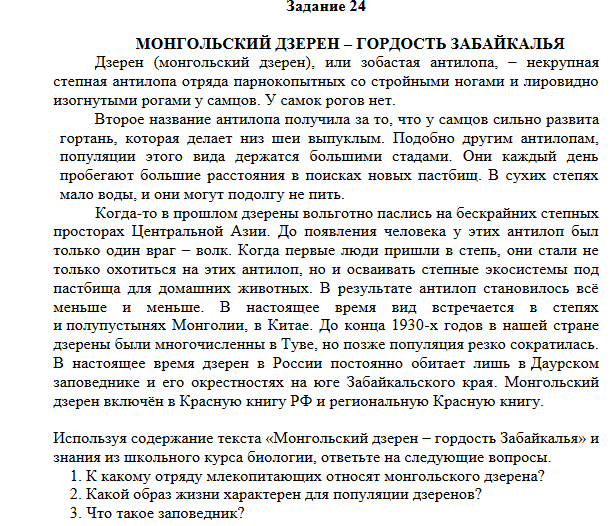 Задание 24
МОНГОЛЬСКИЙ ДЗЕРЕН – ГОРДОСТЬ ЗАБАЙКАЛЬЯ
Дзерен (монгольский дзерен), или зобастая антилопа, – некрупная
степная антилопа отряда парнокопытных со стройными ногами и лировидно
изогнутыми рогами у самцов. У самок рогов нет.
Второе название антилопа получила за то, что у самцов сильно развита
гортань, которая делает низ шеи выпуклым. Подобно другим антилопам,
популяции этого вида держатся большими стадами. Они каждый день
пробегают большие расстояния в поисках новых пастбищ. В сухих степях
мало воды, и они могут подолгу не пить.
Когда-то в прошлом дзерены вольготно паслись на бескрайних степных
просторах Центральной Азии. До появления человека у этих антилоп был
только один враг – волк. Когда первые люди пришли в степь, они стали не
только охотиться на этих антилоп, но и осваивать степные экосистемы под
пастбища для домашних животных. В результате антилоп становилось всё
меньше и меньше. В настоящее время вид встречается в степях
и полупустынях Монголии, в Китае. До конца 1930-х годов в нашей стране
дзерены были многочисленны в Туве, но позже популяция резко сократилась.
В настоящее время дзерен в России постоянно обитает лишь в Даурском
заповеднике и его окрестностях на юге Забайкальского края. Монгольский
дзерен включён в Красную книгу РФ и региональную Красную книгу.
Используя содержание текста «Монгольский дзерен – гордость Забайкалья» и
знания из школьного курса биологии, ответьте на следующие вопросы.
1. К какому отряду млекопитающих относят монгольского дзерена?
2. Какой образ жизни характерен для популяции дзеренов?
3. Что такое заповедник?